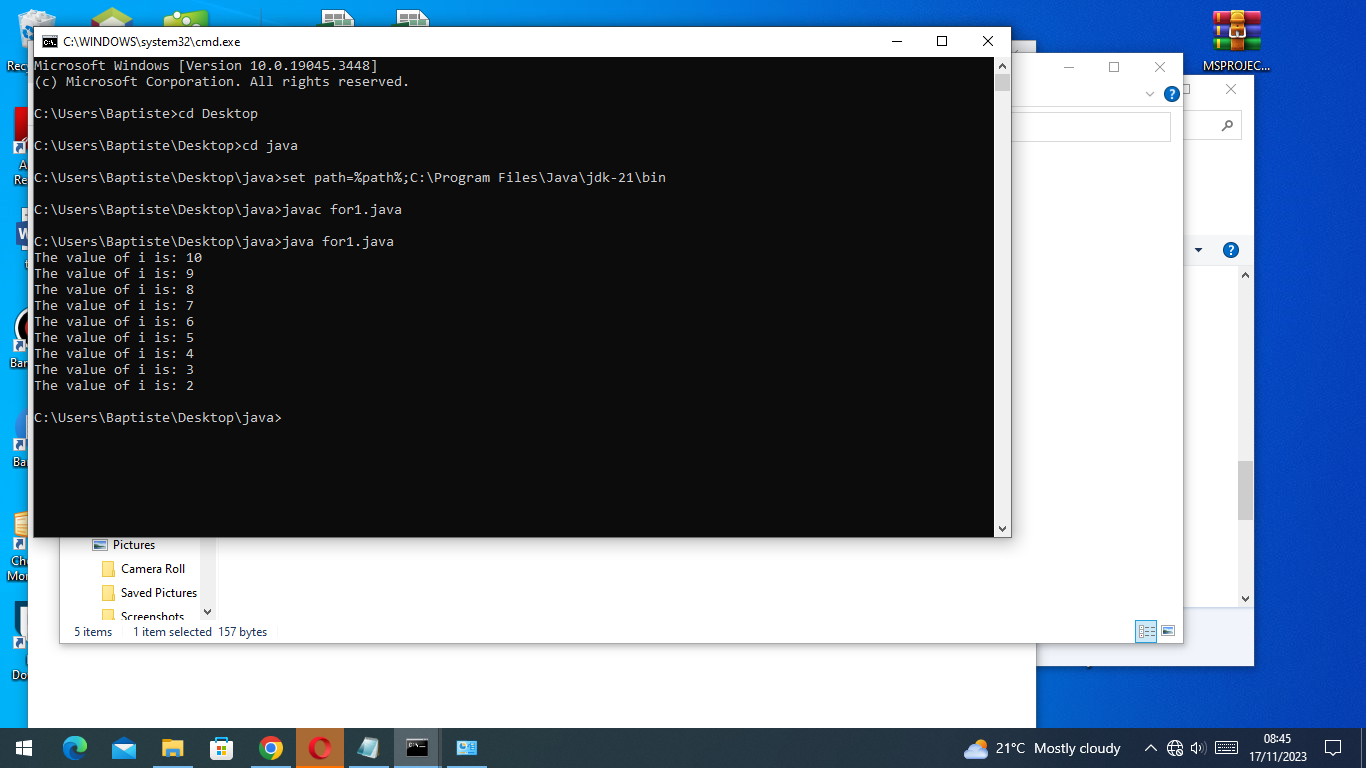 C:\WINDOWS\system32\cmd.exe
Microsoft Windows [Version 10.0.19045.3448]
(c) Microsoft Corporation. All rights reserved.
C:\Users\Baptiste>cd Desktop
C:\Users\Baptiste\Desktop>cd java
C:\Users\Baptiste\Desktop\java>set path=%path%;C:\Program Files\Java\jdk-21\bin
C:\Users\Baptiste\Desktop\java>javac for1.java
C:\Users\Baptiste\Desktop\java>java for1.java
The value of i is: 10
The value of i is: 9
The value of i is: 8
The value of i is: 7
The value of i is: 6
The value of i is: 5
The value of i is: 4
The value of i is: 3
The value of i is: 2
C:\Users\Baptiste\Desktop\java>
MSPROJEC...
Pictures
Camera Roll
Saved Pictures
Screenshots
5 items 1 item selected 157 bytes
21°C Mostly cloudy
08:45
17/11/2023